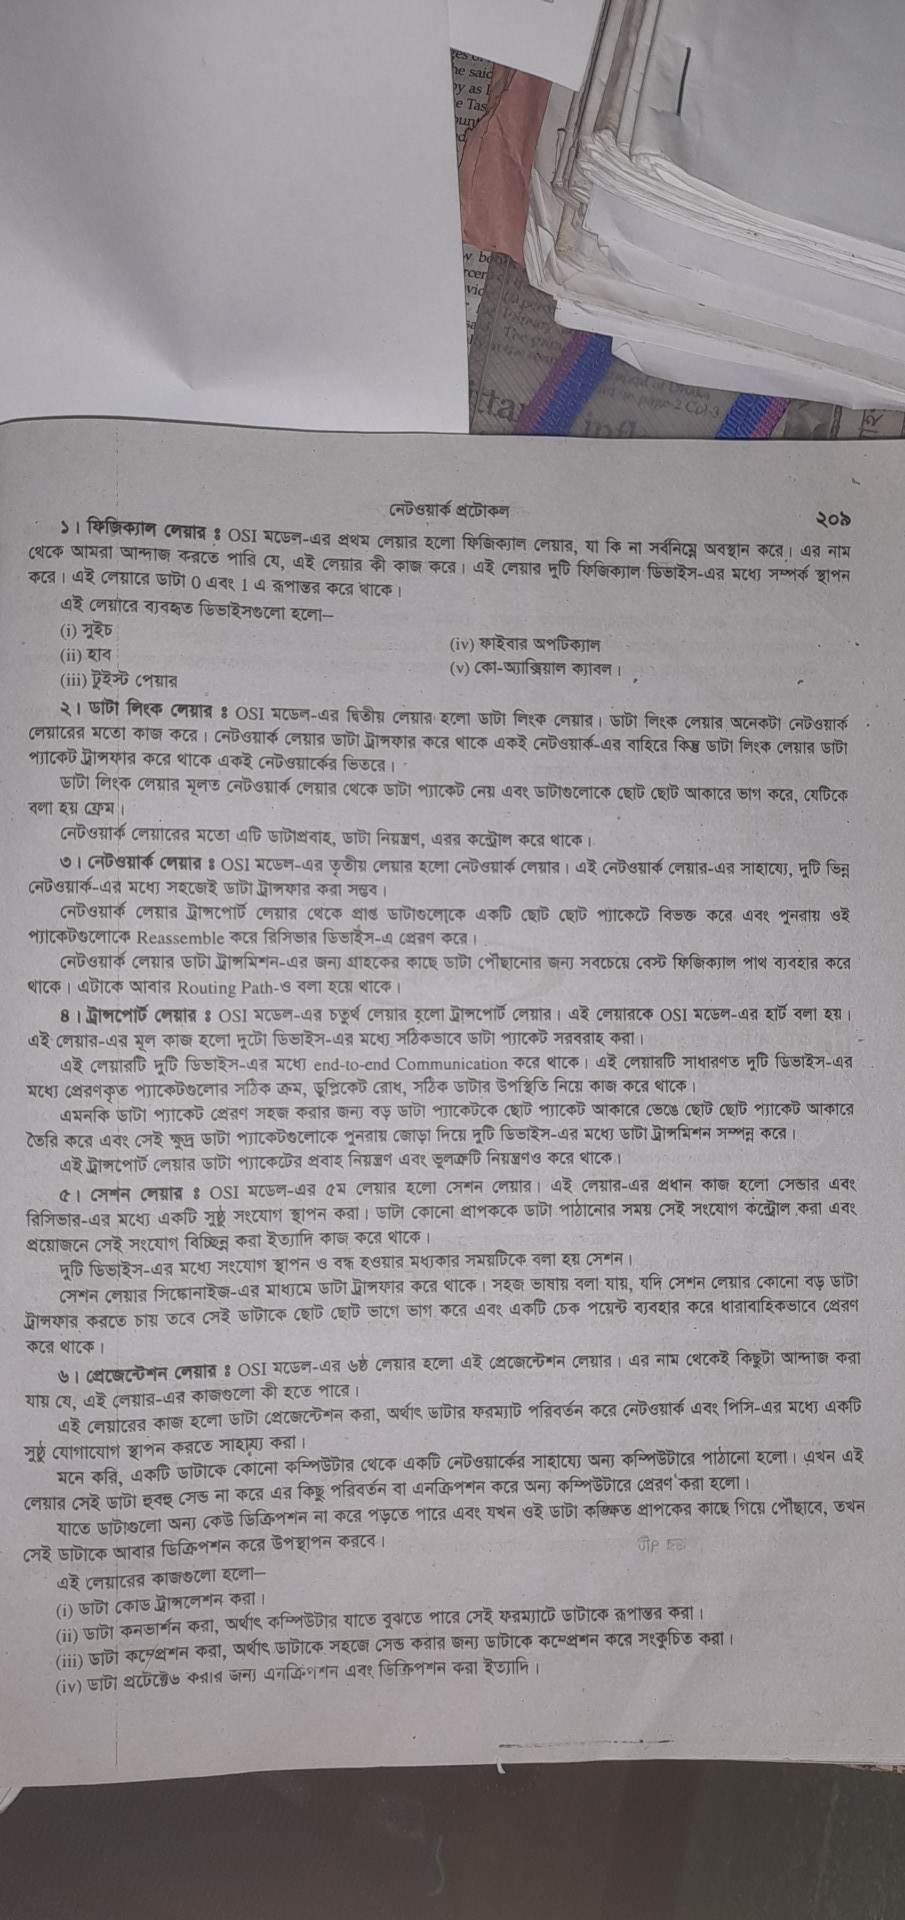 he said
by as I
e Tas
ittar
infl
page-2 Col-3
নেটওয়ার্ক প্রটোকল
২০৯
১। ফিজিক্যাল লেয়ার ঃ OSI মডেল-এর প্রথম লেয়ার হলো ফিজিক্যাল লেয়ার, যা কি না সর্বনিম্নে অবস্থান করে। এর নাম
থেকে আমরা আন্দাজ করতে পারি যে, এই লেয়ার কী কাজ করে। এই লেয়ার দুটি ফিজিক্যাল ডিভাইস-এর মধ্যে সম্পর্ক স্থাপন
করে। এই লেয়ারে ডাটা 0 এবং 1 এ রূপান্তর করে থাকে।
এই লেয়ারে ব্যবহৃত ডিভাইসগুলো হলো—
(i) সুইচ
(ii) হাব
(iii) টুইস্ট পেয়ার
(iv) ফাইবার অপটিক্যাল
(v) কো-অ্যাক্সিয়াল ক্যাবল।
২। ডাটা লিংক লেয়ার ঃ OSI মডেল-এর দ্বিতীয় লেয়ার হলো ডাটা লিংক লেয়ার। ডাটা লিংক লেয়ার অনেকটা নেটওয়ার্ক
লেয়ারের মতো কাজ করে। নেটওয়ার্ক লেয়ার ডাটা ট্রান্সফার করে থাকে একই নেটওয়ার্ক-এর বাহিরে কিন্তু ডাটা লিংক লেয়ার ডাটা
প্যাকেট ট্রান্সফার করে থাকে একই নেটওয়ার্কের ভিতরে।
ডাটা লিংক লেয়ার মূলত নেটওয়ার্ক লেয়ার থেকে ডাটা প্যাকেট নেয় এবং ডাটাগুলোকে ছোট ছোট আকারে ভাগ করে, যেটিকে
বলা হয় ফ্রেম।
নেটওয়ার্ক লেয়ারের মতো এটি ডাটাপ্রবাহ, ডাটা নিয়ন্ত্রণ, এরর কন্ট্রোল করে থাকে।
৩। নেটওয়ার্ক লেয়ার ঃ OSI মডেল-এর তৃতীয় লেয়ার হলো নেটওয়ার্ক লেয়ার। এই নেটওয়ার্ক লেয়ার-এর সাহায্যে, দুটি ভিন্ন
নেটওয়ার্ক-এর মধ্যে সহজেই ডাটা ট্রান্সফার করা সম্ভব।
নেটওয়ার্ক লেয়ার ট্রান্সপোর্ট লেয়ার থেকে প্রাপ্ত ডাটাগুলোকে একটি ছোট ছোট প্যাকেটে বিভক্ত করে এবং পুনরায় ওই
প্যাকেটগুলোকে Reassemble করে রিসিভার ডিভাইস-এ প্রেরণ করে।
নেটওয়ার্ক লেয়ার ডাটা ট্রান্সমিশন-এর জন্য গ্রাহকের কাছে ডাটা পৌঁছানোর জন্য সবচেয়ে বেস্ট ফিজিক্যাল পাথ ব্যবহার করে
থাকে। এটাকে আবার Routing Path-ও বলা হয়ে থাকে।
৪। ট্রান্সপোর্ট লেয়ার ঃ OSI মডেল-এর চতুর্থ লেয়ার হলো ট্রান্সপোর্ট লেয়ার। এই লেয়ারকে OSI মডেল-এর হার্ট বলা হয়।
এই লেয়ার-এর মূল কাজ হলো দুটো ডিভাইস-এর মধ্যে সঠিকভাবে ডাটা প্যাকেট সরবরাহ করা।
এই লেয়ারটি দুটি ডিভাইস-এর মধ্যে end-to-end Communication করে থাকে। এই লেয়ারটি সাধারণত দুটি ডিভাইস-এর
মধ্যে প্রেরণকৃত প্যাকেটগুলোর সঠিক ক্রম, ডুপ্লিকেট রোধ, সঠিক ডাটার উপস্থিতি নিয়ে কাজ করে থাকে।
এমনকি ডাটা প্যাকেট প্রেরণ সহজ করার জন্য বড় ডাটা প্যাকেটকে ছোট প্যাকেট আকারে ভেঙে ছোট ছোট প্যাকেট আকারে
তৈরি করে এবং সেই ক্ষুদ্র ডাটা প্যাকেটগুলোকে পুনরায় জোড়া দিয়ে দুটি ডিভাইস-এর মধ্যে ডাটা ট্রান্সমিশন সম্পন্ন করে।
এই ট্রান্সপোর্ট লেয়ার ডাটা প্যাকেটের প্রবাহ নিয়ন্ত্রণ এবং ভুলত্রুটি নিয়ন্ত্রণও করে থাকে।
৫। সেশন লেয়ার ঃ OSI মডেল-এর ৫ম লেয়ার হলো সেশন লেয়ার। এই লেয়ার-এর প্রধান কাজ হলো সেন্ডার এবং
রিসিভার-এর মধ্যে একটি সুষ্ঠু সংযোগ স্থাপন করা। ডাটা কোনো প্রাপককে ডাটা পাঠানোর সময় সেই সংযোগ কন্ট্রোল করা এবং
প্রয়োজনে সেই সংযোগ বিচ্ছিন্ন করা ইত্যাদি কাজ করে থাকে।
দুটি ডিভাইস-এর মধ্যে সংযোগ স্থাপন ও বন্ধ হওয়ার মধ্যকার সময়টিকে বলা হয় সেশন।
সেশন লেয়ার সিঙ্কোনাইজ-এর মাধ্যমে ডাটা ট্রান্সফার করে থাকে। সহজ ভাষায় বলা যায়, যদি সেশন লেয়ার কোনো বড় ডাটা
ট্রান্সফার করতে চায় তবে সেই ডাটাকে ছোট ছোট ভাগে ভাগ করে এবং একটি চেক পয়েন্ট ব্যবহার করে ধারাবাহিকভাবে প্রেরণ
করে থাকে।
৬। প্রেজেন্টেশন লেয়ার ঃ OSI মডেল-এর ৬ষ্ঠ লেয়ার হলো এই প্রেজেন্টেশন লেয়ার। এর নাম থেকেই কিছুটা আন্দাজ করা
যায় যে, এই লেয়ার-এর কাজগুলো কী হতে পারে।
এই লেয়ারের কাজ হলো ডাটা প্রেজেন্টেশন করা, অর্থাৎ ডাটার ফরম্যাট পরিবর্তন করে নেটওয়ার্ক এবং পিসি-এর মধ্যে একটি
সুষ্ঠু যোগাযোগ স্থাপন করতে সাহায্য করা।
মনে করি, একটি ডাটাকে কোনো কম্পিউটার থেকে একটি নেটওয়ার্কের সাহায্যে অন্য কম্পিউটারে পাঠানো হলো। এখন এই
লেয়ার সেই ডাটা হুবহু সেন্ড না করে এর কিছু পরিবর্তন বা এনক্রিপশন করে অন্য কম্পিউটারে প্রেরণ করা হলো।
যাতে ডাটাগুলো অন্য কেউ ডিক্রিপশন না করে পড়তে পারে এবং যখন ওই ডাটা কাঙ্ক্ষিত প্রাপকের কাছে গিয়ে পৌঁছাবে, তখন
সেই ডাটাকে আবার ডিক্রিপশন করে উপস্থাপন করবে।
এই লেয়ারের কাজগুলো হলো—
(i) ডাটা কোড ট্রান্সলেশন করা।
(ii) ডাটা কনভার্সন করা, অর্থাৎ কম্পিউটার যাতে বুঝতে পারে সেই ফরম্যাটে ডাটাকে রূপান্তর করা।
(iii) ডাটা কম্প্রেশন করা, অর্থাৎ ডাটাকে সহজে সেন্ড করার জন্য ডাটাকে কম্প্রেশন করে সংকুচিত করা।
(iv) ডাটা প্রটেক্টেড করার জন্য এনক্রিপশন এবং ডিক্রিপশন করা ইত্যাদি।